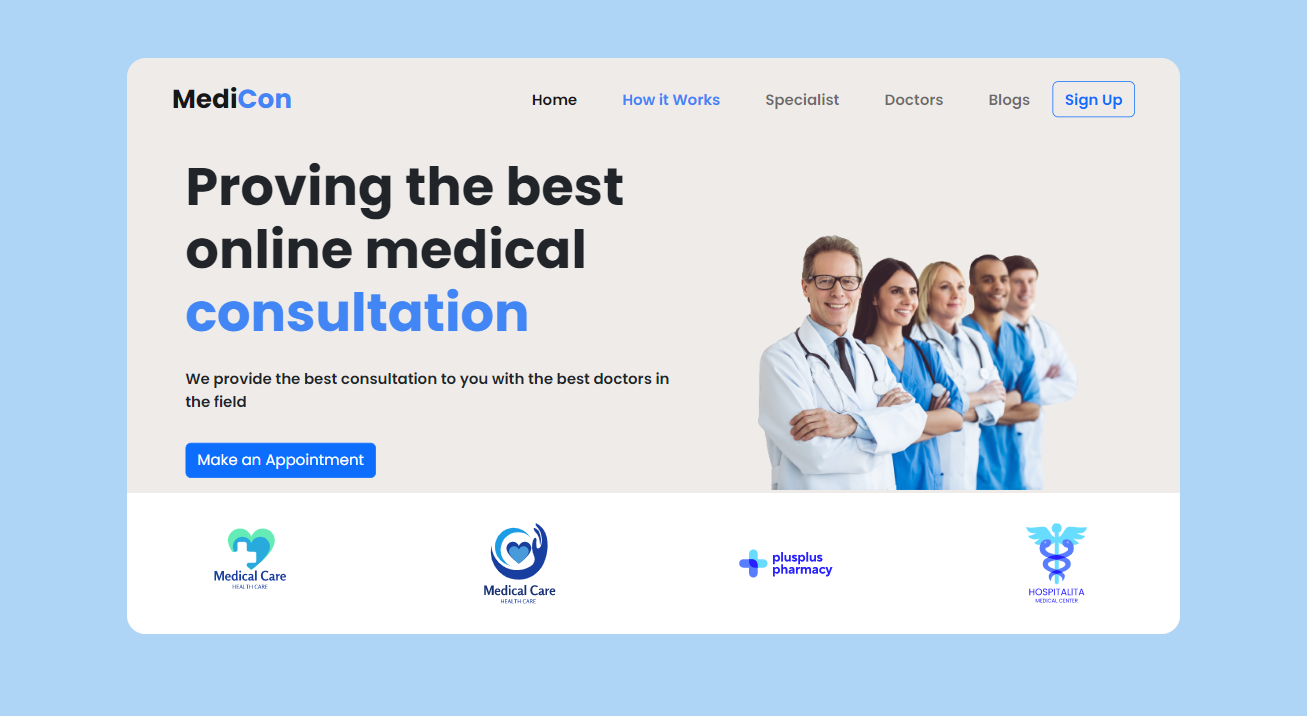 MediCon
Home
How it Works
Specialist
Doctors
Blogs
Sign Up
Proving the best
online medical
consultation
We provide the best consultation to you with the best doctors in
the field
Make an Appointment
Medical Care
HEALTH CARE
Medical Care
HEALTH CARE
plusplus
pharmacy
HOSPITALITA
MEDICAL CENTER